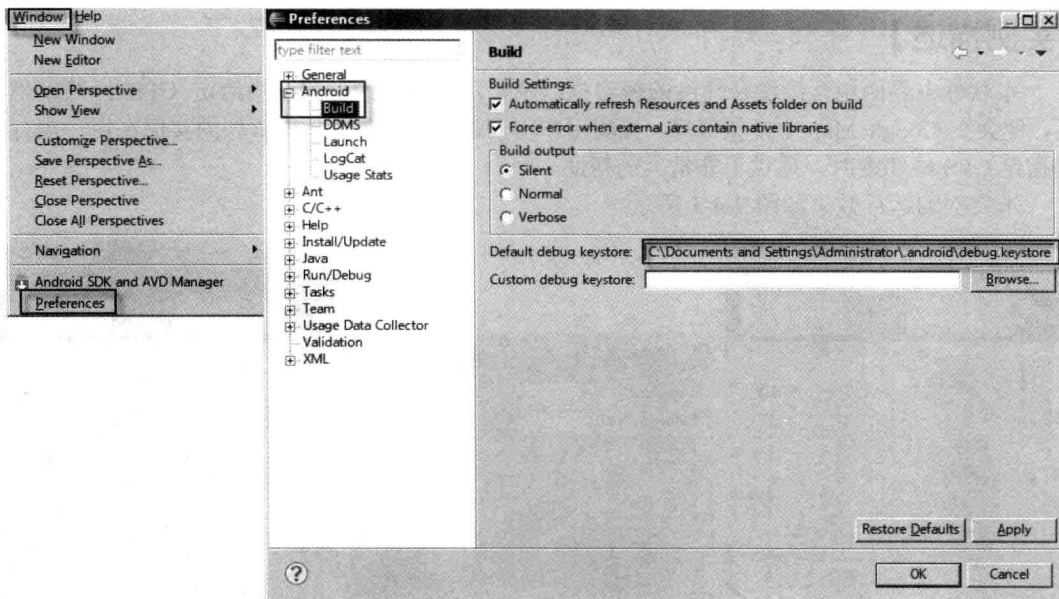 Window Help
New Window
New Editor
Open Perspective
Show View
Customize Perspective...
Save Perspective As...
Reset Perspective...
Close Perspective
Close All Perspectives
Navigation
Android SDK and AVD Manager
Preferences
Preferences
type filter text
General
Android
Build
DDMS
Launch
LogCat
Usage Stats
Ant
C/C++
Help
Install/Update
Java
Run/Debug
Tasks
Team
Usage Data Collector
Validation
XML
Build
Build Settings:
Automatically refresh Resources and Assets folder on build
Force error when external jars contain native libraries
Build output
Silent
Normal
Verbose
Default debug keystore: C:\Documents and Settings\Administrator\.android\debug.keystore
Custom debug keystore: Browse...
Restore Defaults Apply
OK Cancel